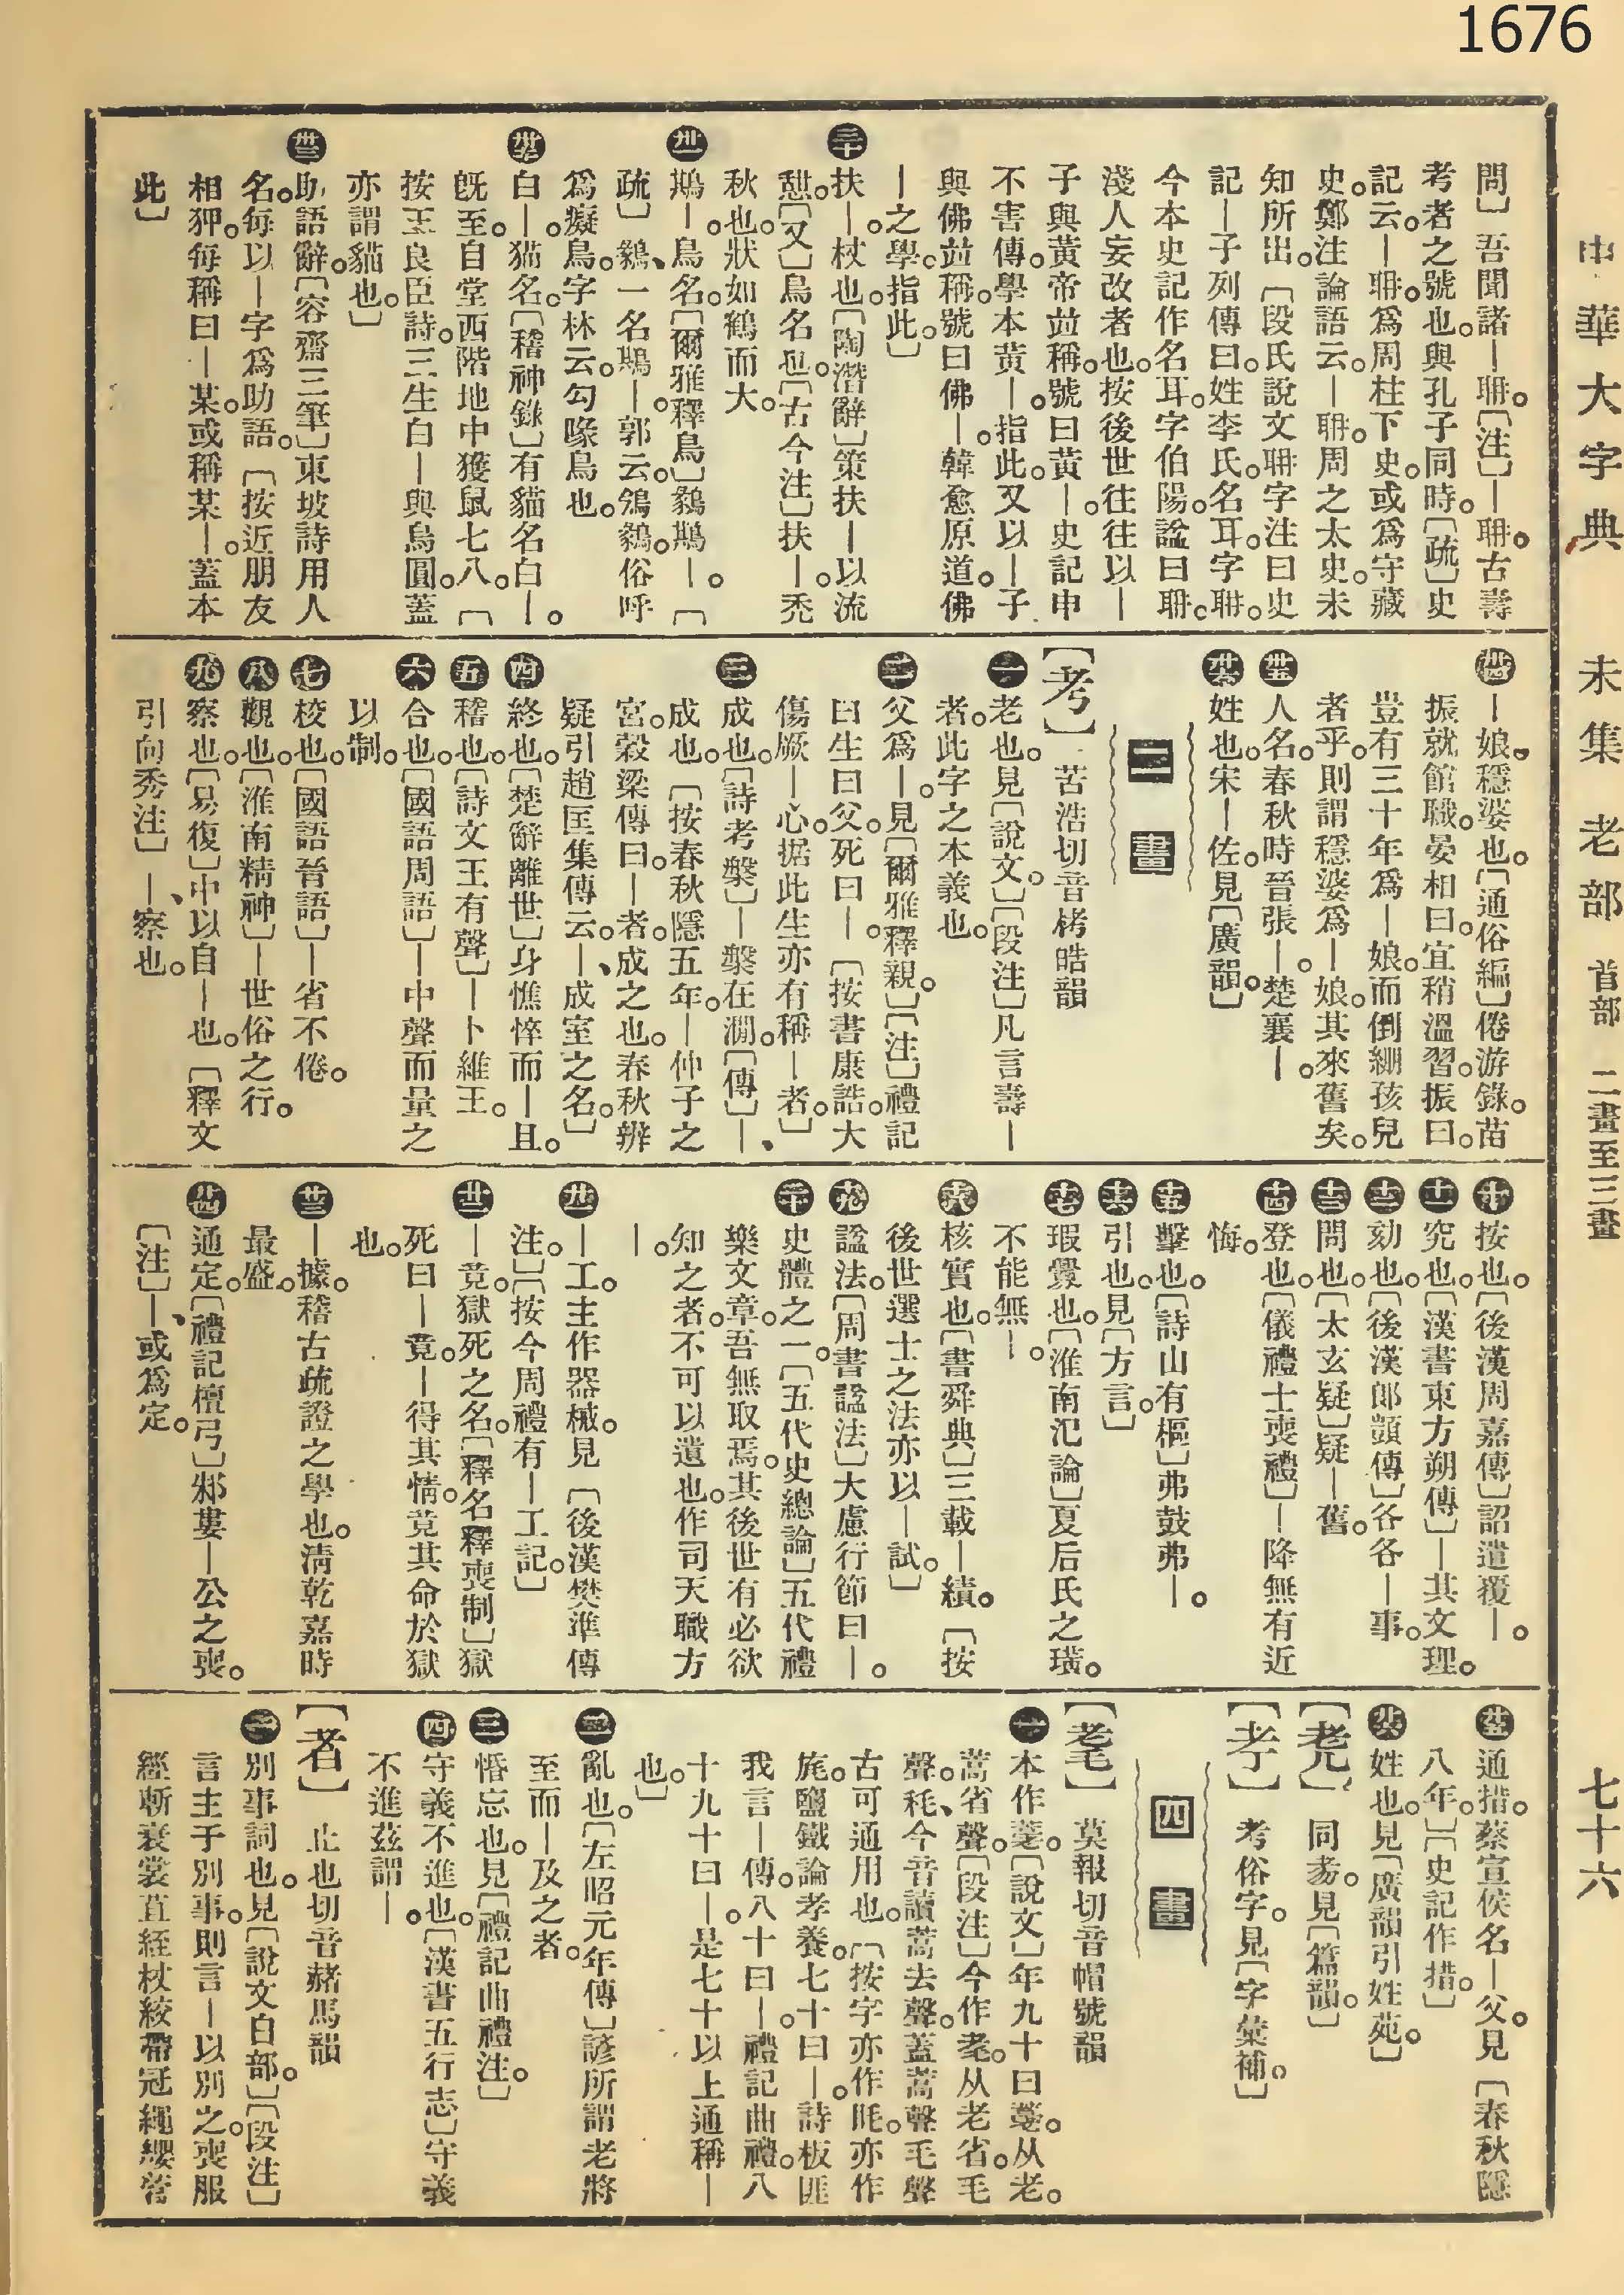 1676
中華大字典
未集 老部
首部 二畫至三畫
七十六
問〕吾聞諸｜聃。〔注〕｜聃。古壽
考者之號也。與孔子同時。〔疏〕史
記云。｜聃。爲周柱下史。或爲守藏
史。鄭注論語云。｜聃。周之太史。未
知所出。〔段氏說文聃字注曰史
記｜子列傳曰。姓李氏。名耳。字聃。
今本史記作名耳。字伯陽。諡曰聃。
淺人妄改者也。按後世往往以｜
子與黃帝竝稱。號曰黃｜。史記申
不害傳。學本黃｜。指此。又以｜子
與佛竝稱。號曰佛｜。韓愈原道。佛
｜之學。指此。〕
三十 扶｜。杖也。〔陶潛辭〕策扶｜以流
憩。〔又〕鳥名也。〔古今注〕扶｜。禿
秋也。狀如鶴而大。
卅一 鶶｜。鳥名。〔爾雅釋鳥〕鶶｜。〔
疏〕一名｜郭云。俗呼
爲癡鳥。字林云。句喙鳥也。
卅二 白｜。猫名。〔稽神錄〕有貓名白｜。
旣至。自堂西階地中獲鼠七八。〔
按王良臣詩。三生白｜與烏圓。蓋
亦謂貓也。〕
卅三 助語辭。〔容齋三筆〕東坡詩用人
名。每以｜字爲助語。〔按近朋友
相狎。每稱曰｜某。或稱某｜。蓋本
此〕
卅四 ｜娘。穩婆也。〔通俗編〕倦游錄。苗
振就館職。晏相曰。宜稍溫習。振曰。
豈有三十年爲｜娘。而倒繃孩兒
者乎。則謂穩婆爲｜娘。其來舊矣。
卅五 人名。春秋時晉張｜。楚襄｜。
卅六 姓也。宋｜佐。見〔廣韻。〕
二畫
【考】苦浩切音栲皓韻
一 老也。見〔說文。〕〔段注〕凡言壽｜
者。此字之本義也。
二 父爲｜。見〔爾雅釋親。〕〔注〕禮記
曰生曰父。死曰｜。〔按書康誥。大
傷厥｜心。据此生亦有稱｜者。〕
三 成也。〔詩考槃〕｜槃在澗。〔傳〕｜、
成也。〔按春秋隱五年。｜仲子之
宮。穀梁傳曰。｜者。成之也。春秋辨
疑引趙匡集傳云。｜、成室之名。〕
四 終也。〔楚辭離世〕身憔悴而｜且。
五 稽也。〔詩文王有聲〕｜卜維王。
六 合也。〔國語周語〕｜中聲而量之
以制。
七 校也。〔國語晉語〕｜省不倦。
八 觀也。〔淮南精神〕｜世俗之行。
九 察也。〔易復〕中以自｜也。〔釋文
引向秀注〕｜、察也。
十 按也。〔後漢周嘉傳〕詔遣覆｜。
十一 究也。〔漢書東方朔傳〕｜其文理。
十二 劾也。〔後漢郎顗傳〕各各｜事。
十三 問也。〔太玄疑〕疑｜舊。
十四 登也。〔儀禮士喪禮〕｜降無有近
悔。
十五 擊也。〔詩山有樞〕弗鼓弗｜。
十六 引也。見〔方言。〕
十七 瑕釁也。〔淮南氾論〕夏后氏之璜。
不能無｜。
十八 核實也。〔書舜典〕三載｜績。〔按
後世選士之法亦以｜試。〕
十九 諡法。〔周書諡法〕大慮行節曰｜。
二十 史體之一。〔五代史總論〕五代禮
樂文章。吾無取焉。其後世有必欲
知之者。不可以遺也。作司天職方
｜。
廿一 ｜工。主作器械。見〔後漢樊準傳
注。〕〔按今周禮有｜工記。〕
廿二 ｜竟。獄死之名。〔釋名釋喪制〕獄
死曰｜竟。｜得其情。竟其命於獄
也。
廿三 ｜據。稽古疏證之學也。淸乾嘉時
最盛。
廿四 通定。〔禮記檀弓〕邾婁｜公之喪。
〔注〕｜、或爲定。
廿五 通措。蔡宣侯名｜父。見〔春秋隱
八年。〕〔史記作措。〕
廿六 姓也。見〔廣韻引姓苑。〕
同耄。見〔篇韻。〕
考俗字。見〔字彙補。〕
四畫
【耄】莫報切音帽號韻
一 本作。〔說文〕年九十曰。从老。
蒿省聲。〔段注〕今作耄。从老省。毛
聲。今音讀蒿去聲。蓋蒿聲毛聲
古可通用也。〔按字亦作眊。亦作
旄。鹽鐵論孝養。七十曰｜。詩板。匪
我言｜。傳。八十曰｜。禮記曲禮。八
十九十曰｜。是七十以上通稱｜
也。〕
二 亂也。〔左昭元年傳〕諺所謂老將
至而｜及之者。
三 惛忘也。見〔禮記曲禮注。〕
四 守義不進也。〔漢書五行志〕守義
不進茲謂｜。
【者】止也切音赭馬韻
一 別事詞也。見〔說文白部。〕〔段注〕
言主于別事。則言｜以別之。喪服
經。斬衰裳苴絰杖絞帶冠繩纓菅